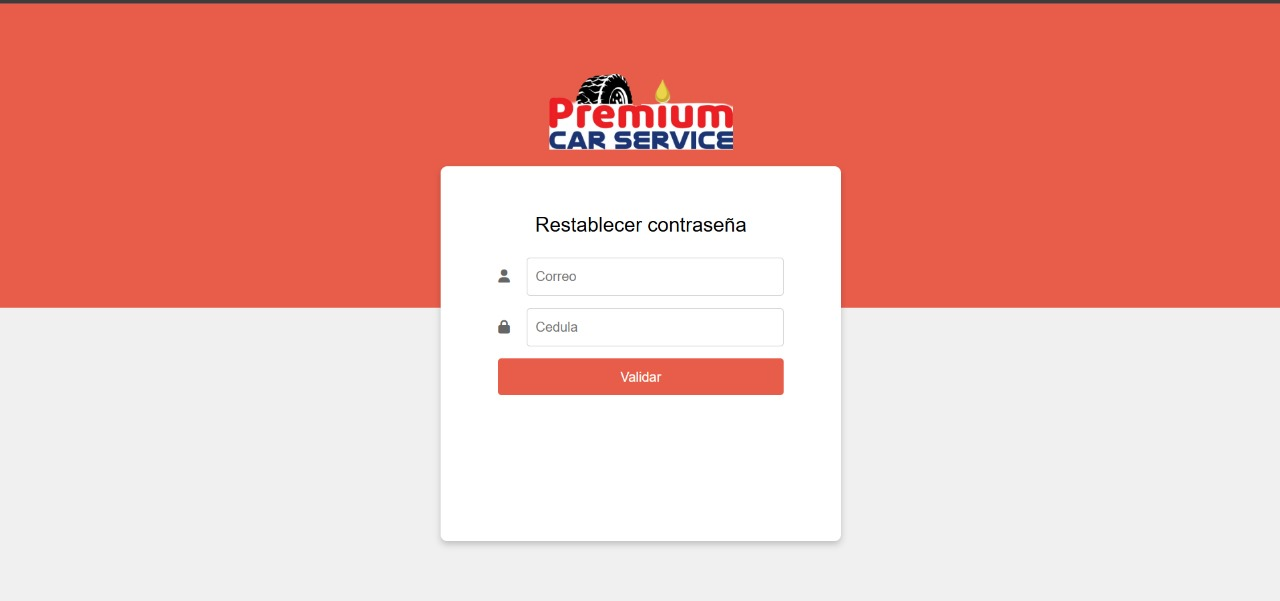 Premium
CAR SERVICE
Restablecer contraseña
Correo
Cedula
Validar